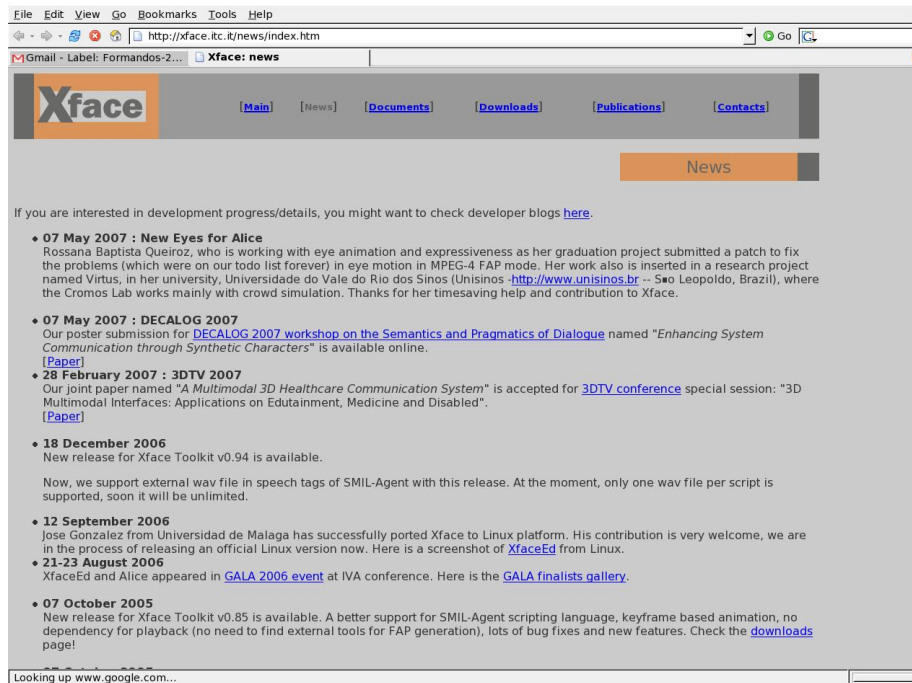 File Edit View Go Bookmarks Tools Help
http://xface.itc.it/news/index.htm Go
Gmail - Label: Formandos-2... Xface: news
Xface [Main] [News] [Documents] [Downloads] [Publications] [Contacts]
News
If you are interested in development progress/details, you might want to check developer blogs here.
07 May 2007 : New Eyes for Alice
Rossana Baptista Queiroz, who is working with eye animation and expressiveness as her graduation project submitted a patch to fix
the problems (which were on our todo list forever) in eye motion in MPEG-4 FAP mode. Her work also is inserted in a research project
named Virtus, in her university, Universidade do Vale do Rio dos Sinos (Unisinos -http://www.unisinos.br -- S▪o Leopoldo, Brazil), where
the Cromos Lab works mainly with crowd simulation. Thanks for her timesaving help and contribution to Xface.
07 May 2007 : DECALOG 2007
Our poster submission for DECALOG 2007 workshop on the Semantics and Pragmatics of Dialogue named "Enhancing System
Communication through Synthetic Characters" is available online.
[Paper]
28 February 2007 : 3DTV 2007
Our joint paper named "A Multimodal 3D Healthcare Communication System" is accepted for 3DTV conference special session: "3D
Multimodal Interfaces: Applications on Edutainment, Medicine and Disabled".
[Paper]
18 December 2006
New release for Xface Toolkit v0.94 is available.
Now, we support external wav file in speech tags of SMIL-Agent with this release. At the moment, only one wav file per script is
supported, soon it will be unlimited.
12 September 2006
Jose Gonzalez from Universidad de Malaga has successfully ported Xface to Linux platform. His contribution is very welcome, we are
in the process of releasing an official Linux version now. Here is a screenshot of XfaceEd from Linux.
21-23 August 2006
XfaceEd and Alice appeared in GALA 2006 event at IVA conference. Here is the GALA finalists gallery.
07 October 2005
New release for Xface Toolkit v0.85 is available. A better support for SMIL-Agent scripting language, keyframe based animation, no
dependency for playback (no need to find external tools for FAP generation), lots of bug fixes and new features. Check the downloads
page!
Looking up www.google.com...